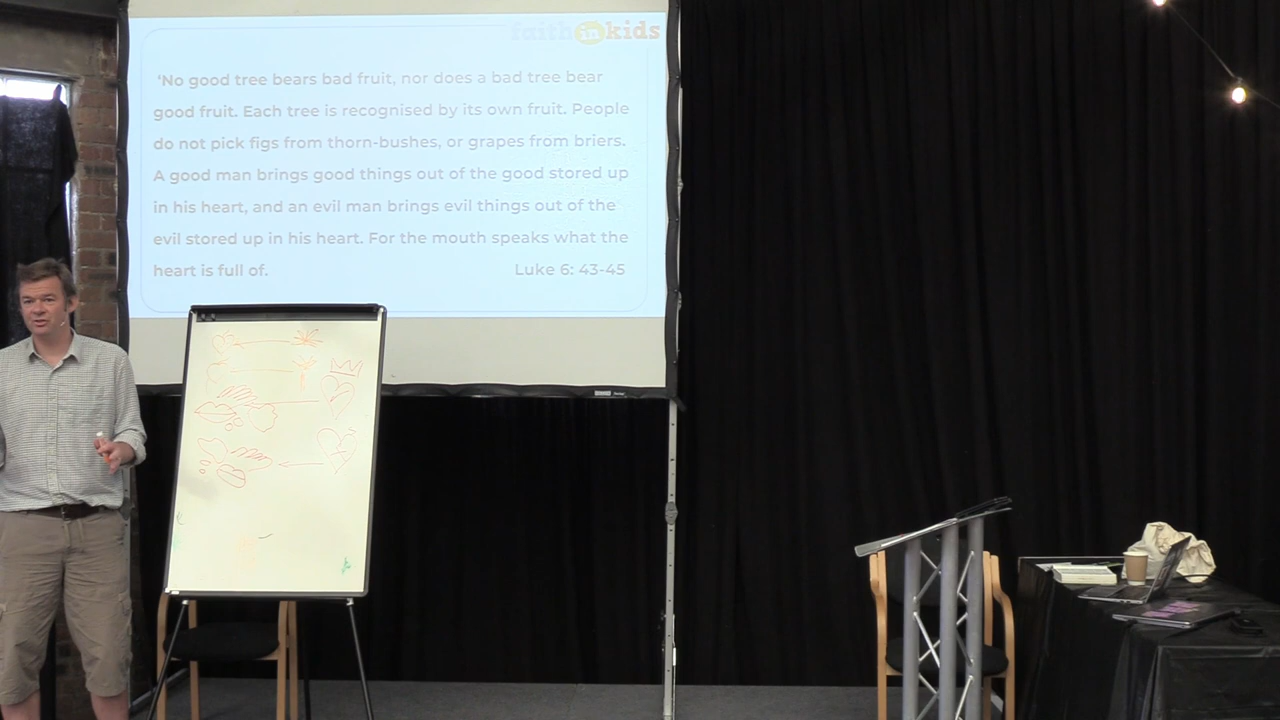 faith in kids
‘No good tree bears bad fruit, nor does a bad tree bear
good fruit. Each tree is recognised by its own fruit. People
do not pick figs from thorn-bushes, or grapes from briers.
A good man brings good things out of the good stored up
in his heart, and an evil man brings evil things out of the
evil stored up in his heart. For the mouth speaks what the
heart is full of. Luke 6: 43-45